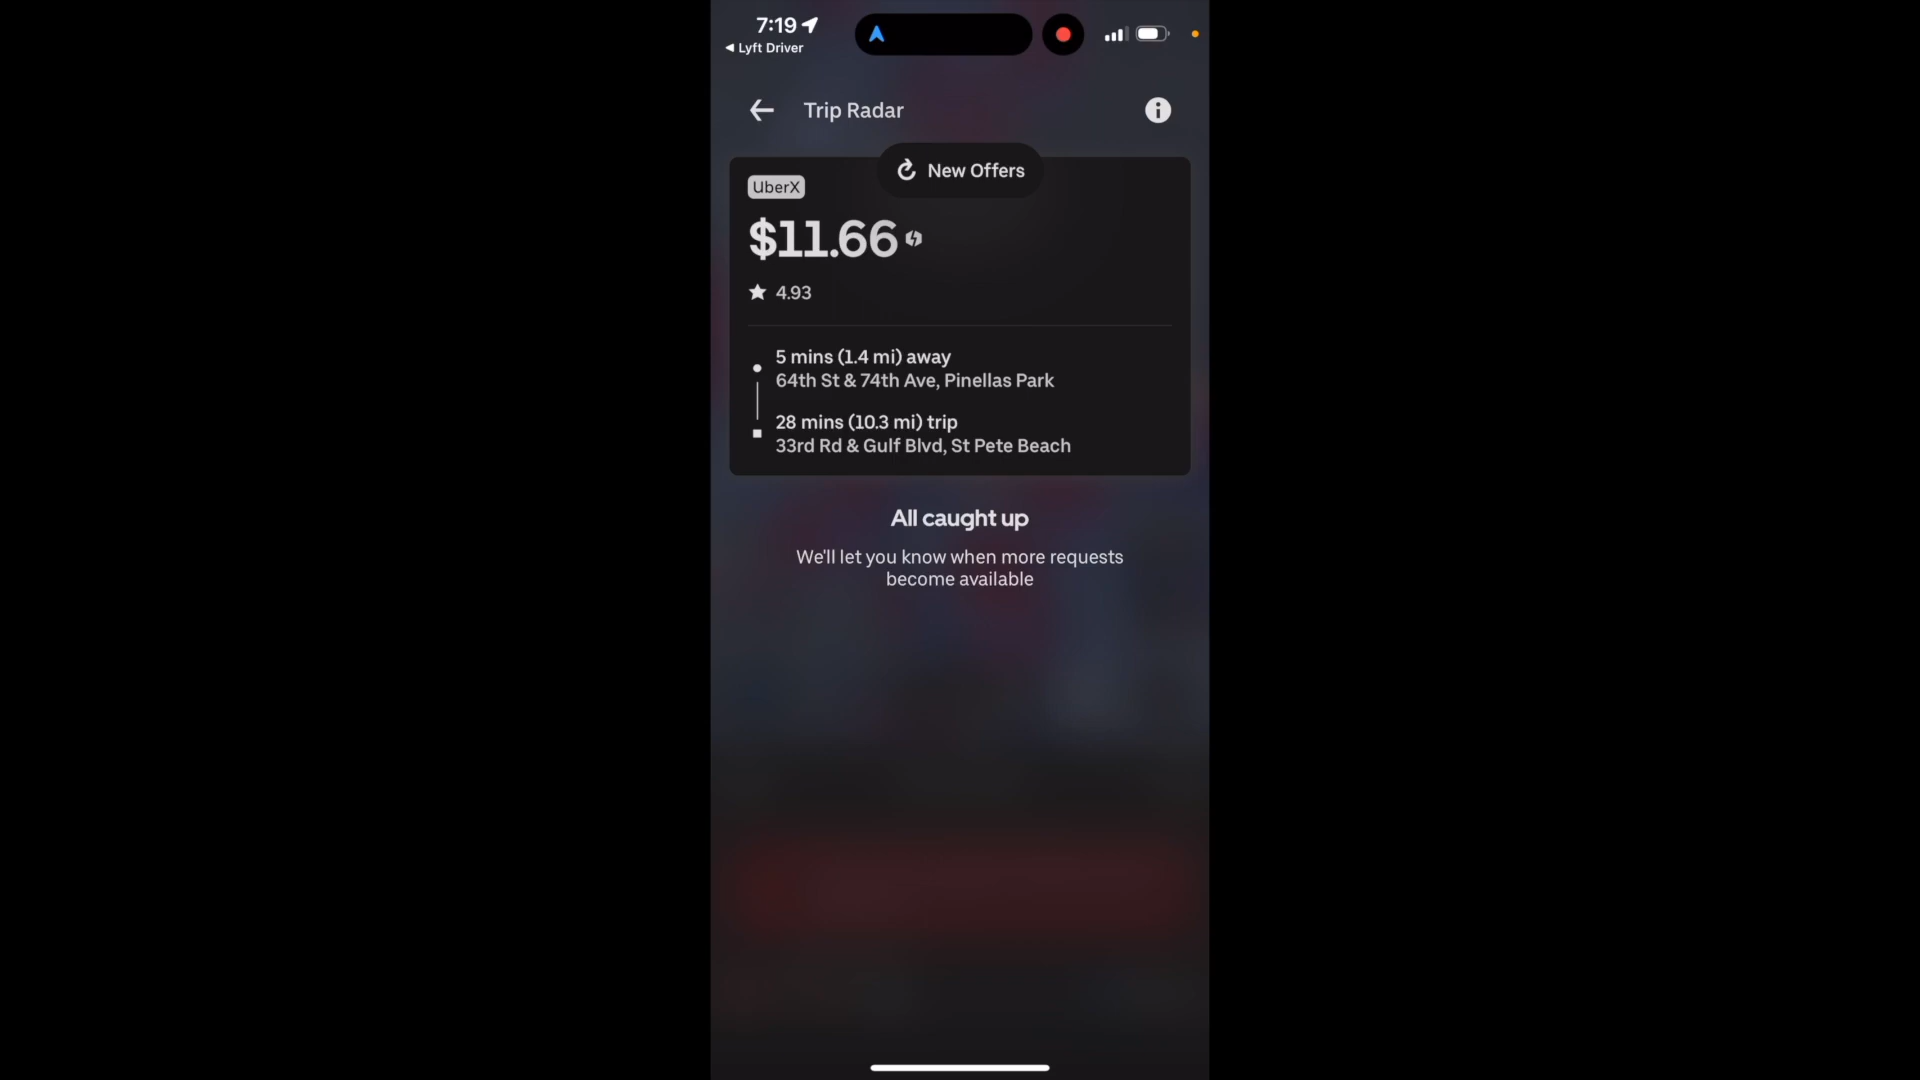 7:19
◀ Lyft Driver
Trip Radar
New Offers
UberX
$11.66
4.93
5 mins (1.4 mi) away
64th St & 74th Ave, Pinellas Park
28 mins (10.3 mi) trip
33rd Rd & Gulf Blvd, St Pete Beach
All caught up
We'll let you know when more requests
become available